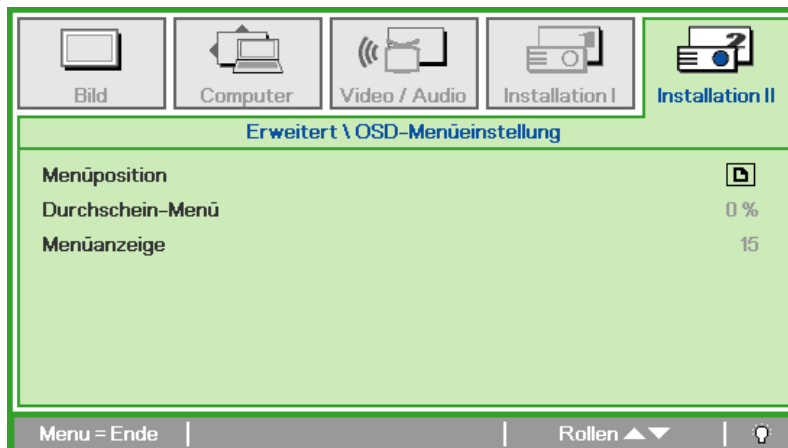 Bild
Computer
Video / Audio
Installation I
Installation II
Erweitert \ OSD-Menüeinstellung
Menüposition
Durchschein-Menü 0 %
Menüanzeige 15
Menu = Ende
Rollen ▲▼